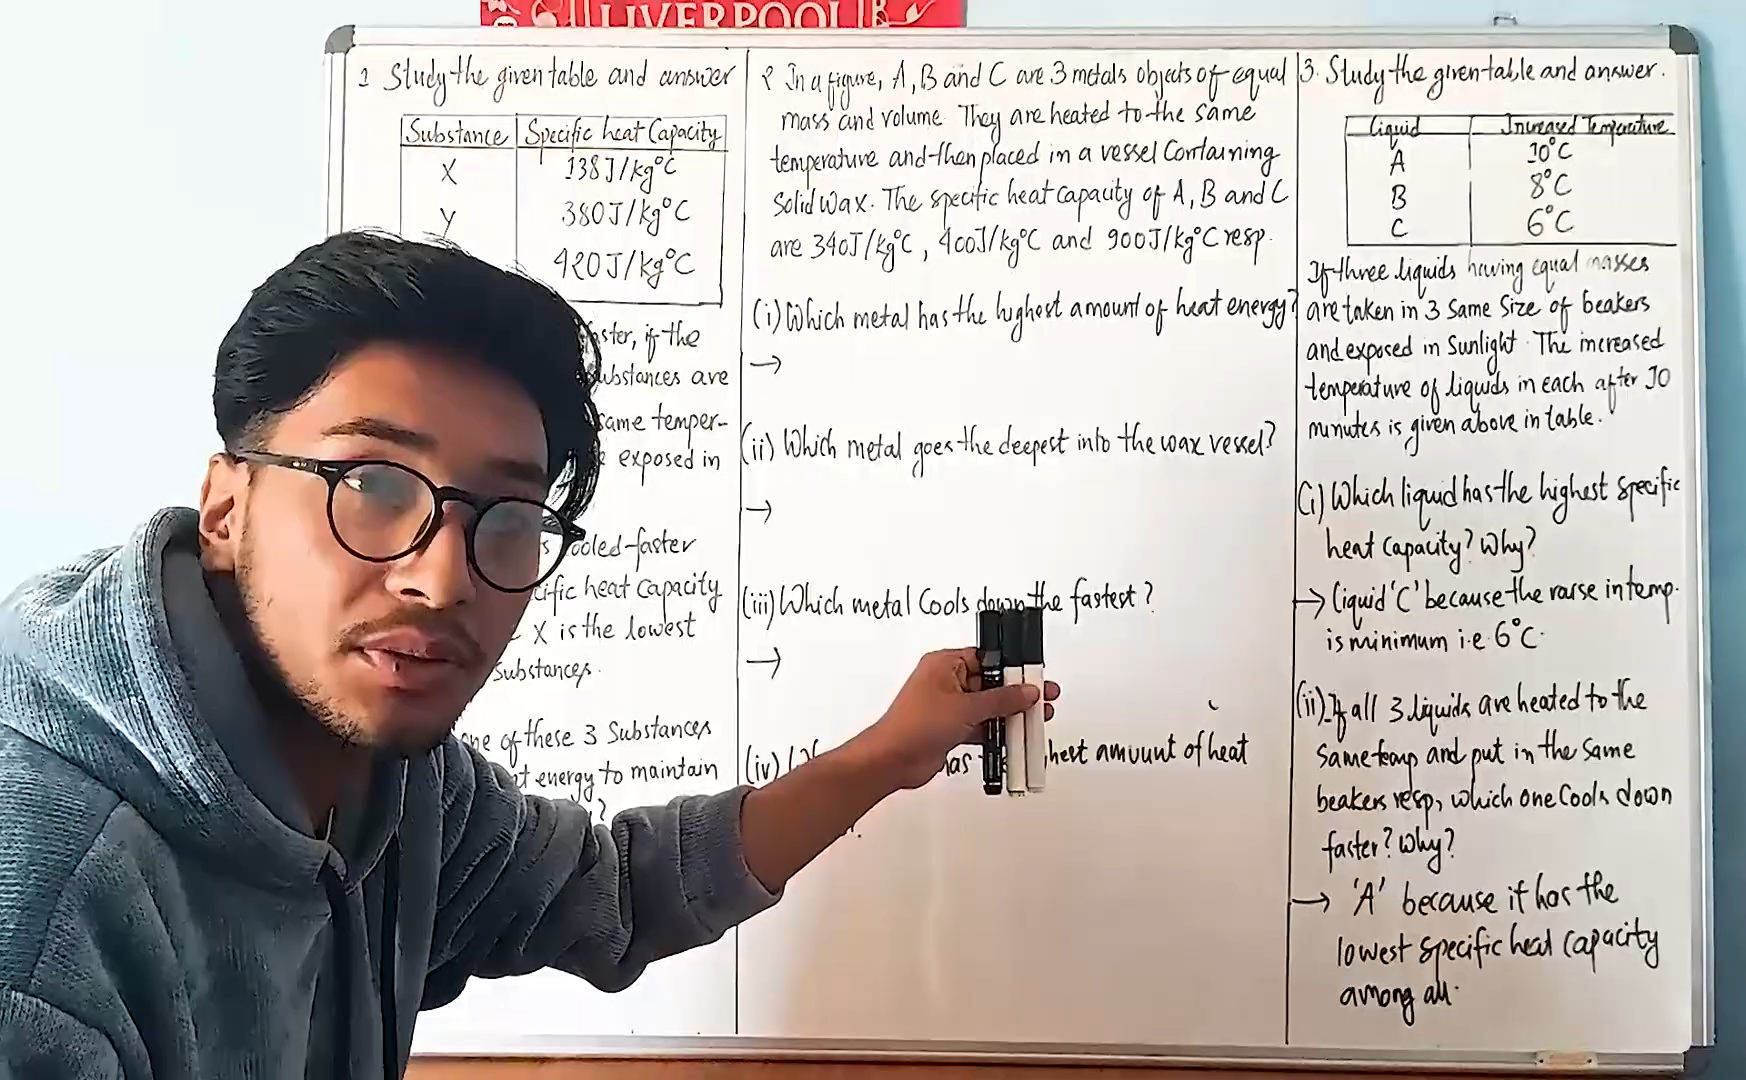 LIVERPOOL
1 Study the given table and answer
Substance Specific heat Capacity
X 138J/kg°C
Y 380J/kg°C
420J/kg°C
ster, if the
ubstances are
same temper-
exposed in
ooled faster
cific heat capacity
X is the lowest
Substances.
one of these 3 Substances
t energy to maintain
?
2 In a figure, A, B and C are 3 metals objects of equal
mass and volume. They are heated to the same
temperature and then placed in a vessel Containing
Solid wax. The specific heat capacity of A, B and C
are 340J/kg°C, 400J/kg°C and 900J/kg°C resp.
(i) Which metal has the highest amount of heat energy?
→
(ii) Which metal goes the deepest into the wax vessel?
→
(iii) Which metal Cools down the fastest?
→
(iv) has hest amount of heat
3. Study the given table and answer.
Liquid Increased Temperature
A 10°C
B 8°C
C 6°C
If three liquids having equal masses
are taken in 3 Same Size of beakers
and exposed in Sunlight. The increased
temperature of liquids in each after 10
minutes is given above in table.
(i) Which liquid has the highest specific
heat capacity? Why?
→ Liquid 'C' because the rarse in temp.
is minimum i.e 6°C.
(ii) If all 3 liquids are heated to the
Same temp and put in the same
beakers resp, which one Cools down
faster? Why?
→ 'A' because it has the
lowest specific heat capacity
among all.